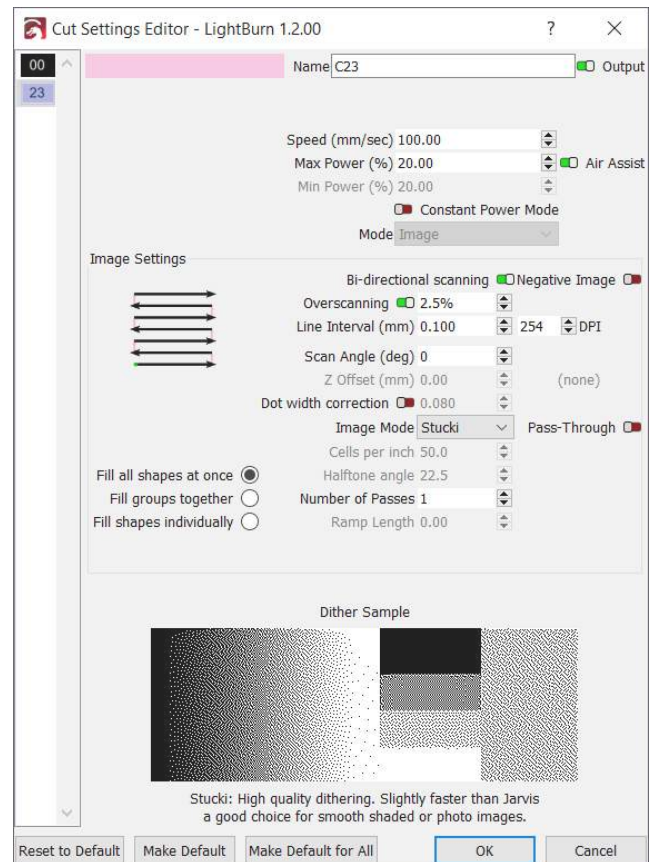 Cut Settings Editor - LightBurn 1.2.00 ?
00
23
Name C23 Output
Speed (mm/sec) 100.00
Max Power (%) 20.00 Air Assist
Min Power (%) 20.00
Constant Power Mode
Mode Image
Image Settings
Bi-directional scanning Negative Image
Overscanning 2.5%
Line Interval (mm) 0.100 254 DPI
Scan Angle (deg) 0
Z Offset (mm) 0.00 (none)
Dot width correction 0.080
Image Mode Stucki Pass-Through
Cells per inch 50.0
Fill all shapes at once Halftone angle 22.5
Fill groups together Number of Passes 1
Fill shapes individually Ramp Length 0.00
Dither Sample
Stucki: High quality dithering. Slightly faster than Jarvis
a good choice for smooth shaded or photo images.
Reset to Default Make Default Make Default for All OK Cancel